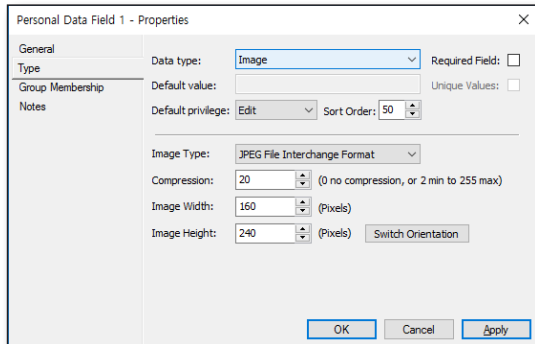 Personal Data Field 1 - Properties
General
Type
Group Membership
Notes
Data type: Image Required Field:
Default value: Unique Values:
Default privilege: Edit Sort Order: 50
Image Type: JPEG File Interchange Format
Compression: 20 (0 no compression, or 2 min to 255 max)
Image Width: 160 (Pixels)
Image Height: 240 (Pixels) Switch Orientation
OK Cancel Apply